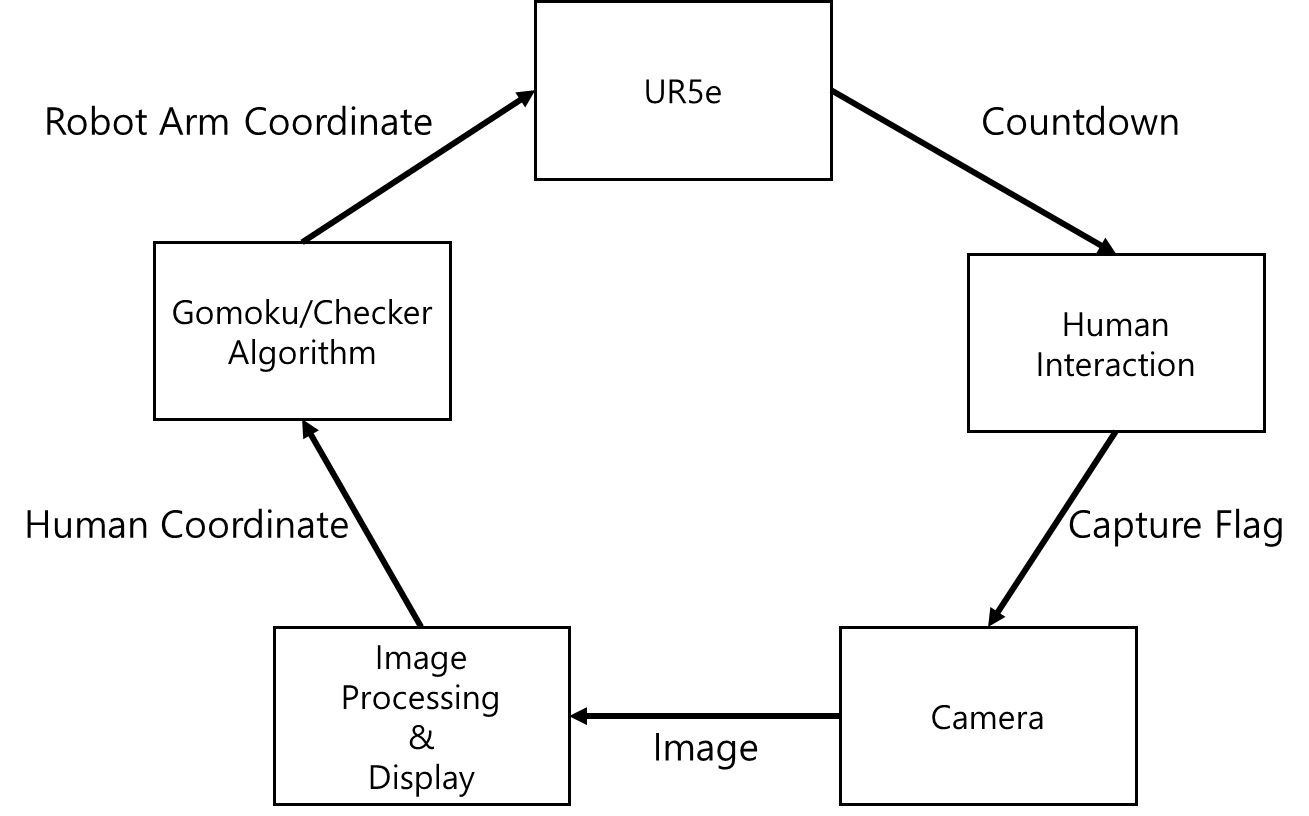 UR5e
Robot Arm Coordinate
Countdown
Gomoku/Checker
Algorithm
Human
Interaction
Human Coordinate
Capture Flag
Image
Processing
&
Display
Image
Camera